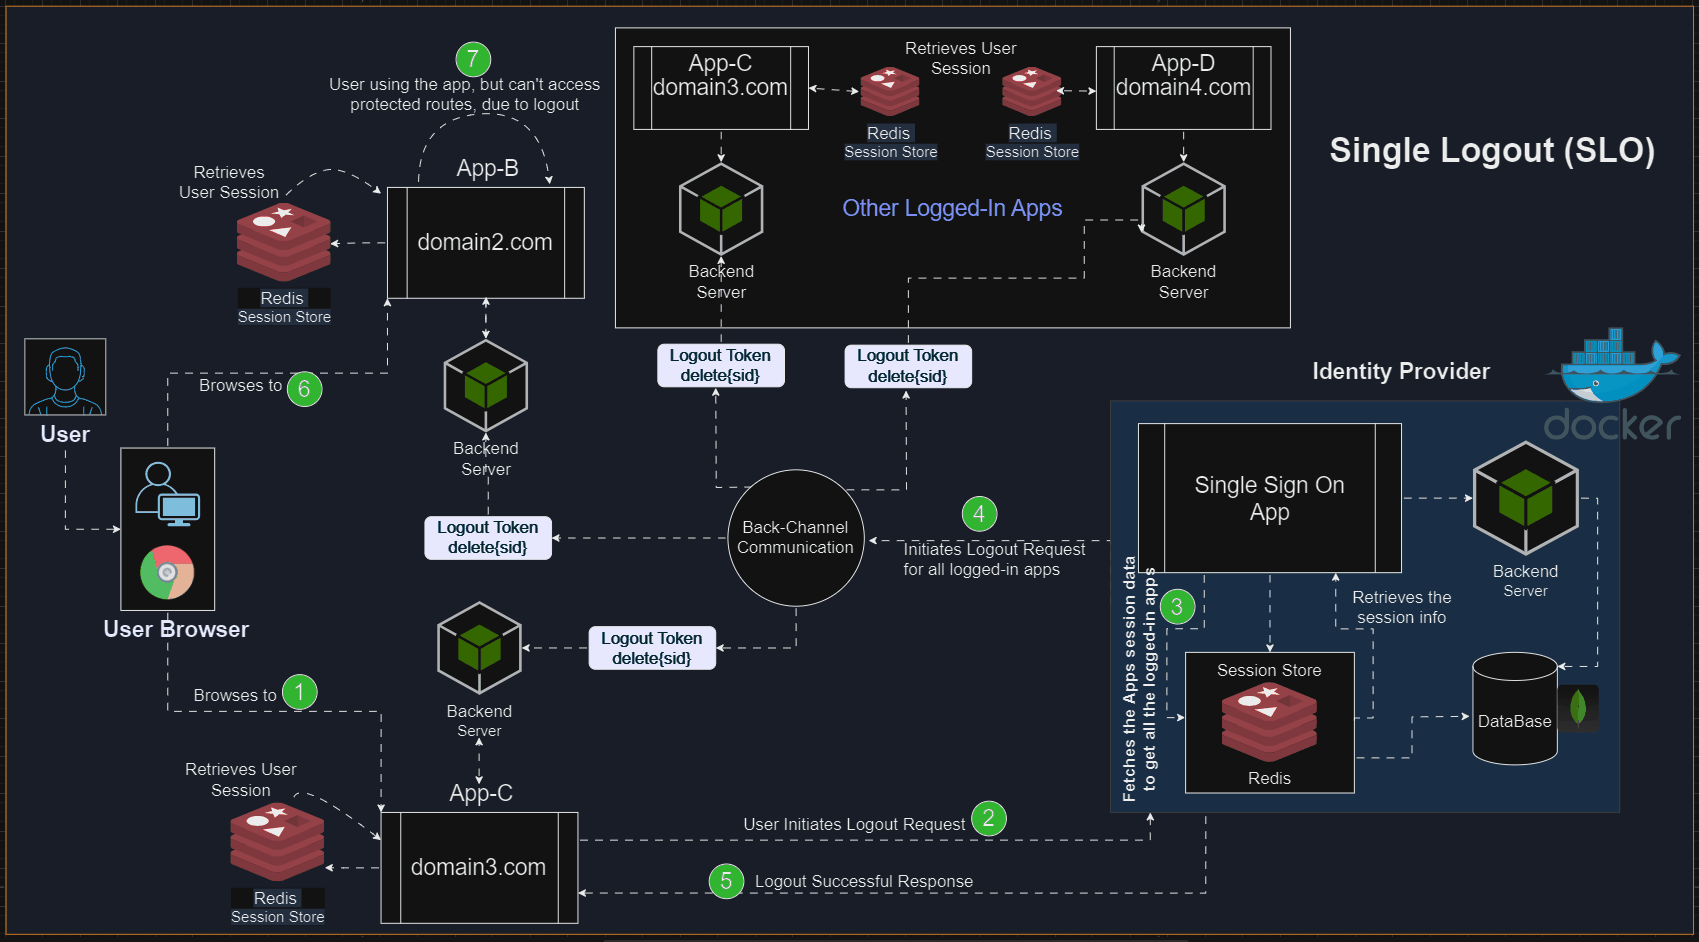 Single Logout (SLO)
7
User using the app, but can't access
protected routes, due to logout
App-B
domain2.com
Retrieves
User Session
Redis
Session Store
Backend
Server
App-C
domain3.com
Retrieves User
Session
App-D
domain4.com
Redis
Session Store
Redis
Session Store
Other Logged-In Apps
Backend
Server
Backend
Server
Logout Token
delete{sid}
Logout Token
delete{sid}
User
Browses to
6
User Browser
Browses to
1
Logout Token
delete{sid}
Back-Channel
Communication
4
Initiates Logout Request
for all logged-in apps
Logout Token
delete{sid}
Backend
Server
Identity Provider
docker
Single Sign On
App
Backend
Server
Fetches the Apps session data
to get all the logged-in apps
3
Retrieves the
session info
Session Store
Redis
DataBase
Retrieves User
Session
Redis
Session Store
App-C
domain3.com
User Initiates Logout Request
2
5
Logout Successful Response